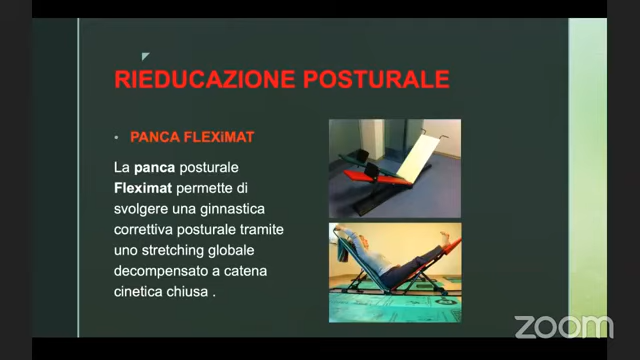 RIEDUCAZIONE POSTURALE
• PANCA FLEXiMAT
La panca posturale
Fleximat permette di
svolgere una ginnastica
correttiva posturale tramite
uno stretching globale
decompensato a catena
cinetica chiusa .
zoom